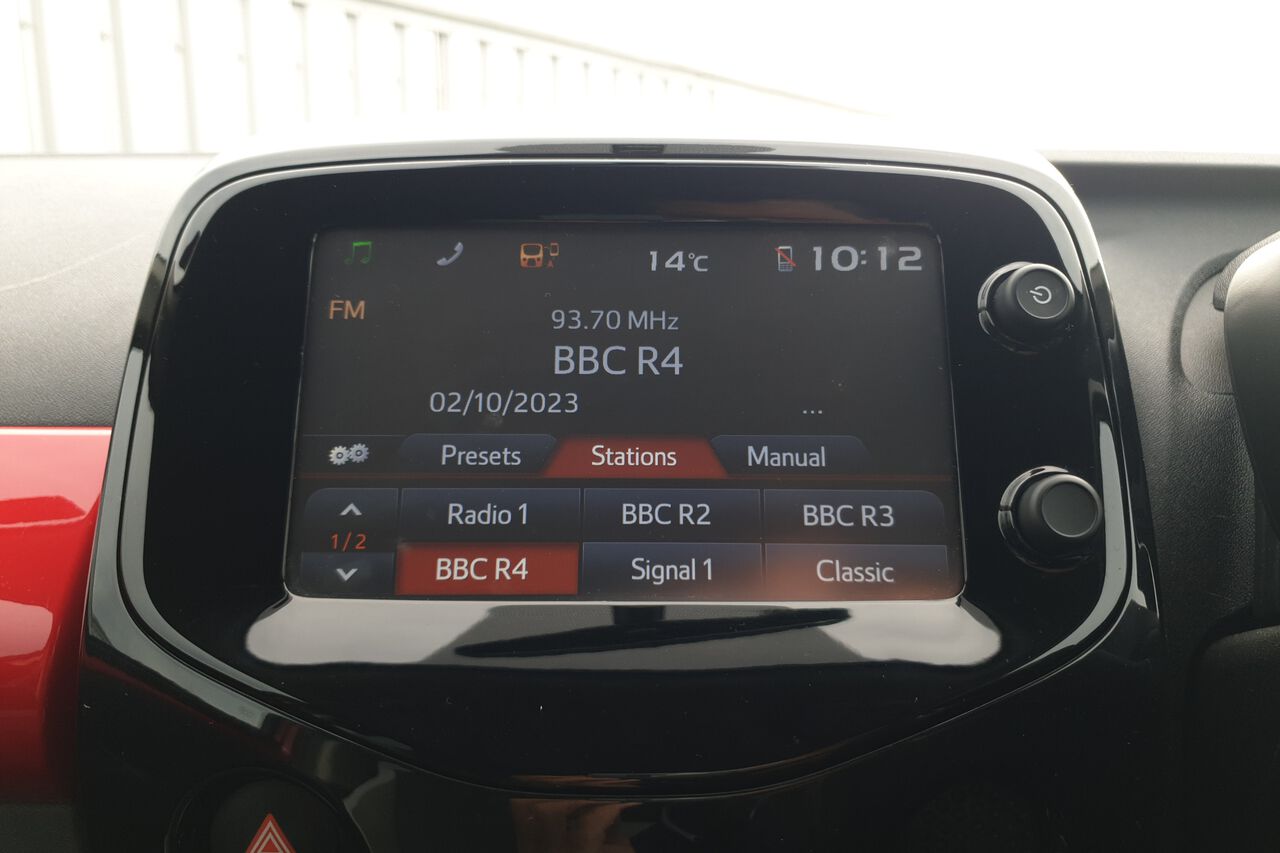 14°C 10:12
FM
93.70 MHz
BBC R4
02/10/2023 ...
Presets Stations Manual
Radio 1 BBC R2 BBC R3
1/2
BBC R4 Signal 1 Classic